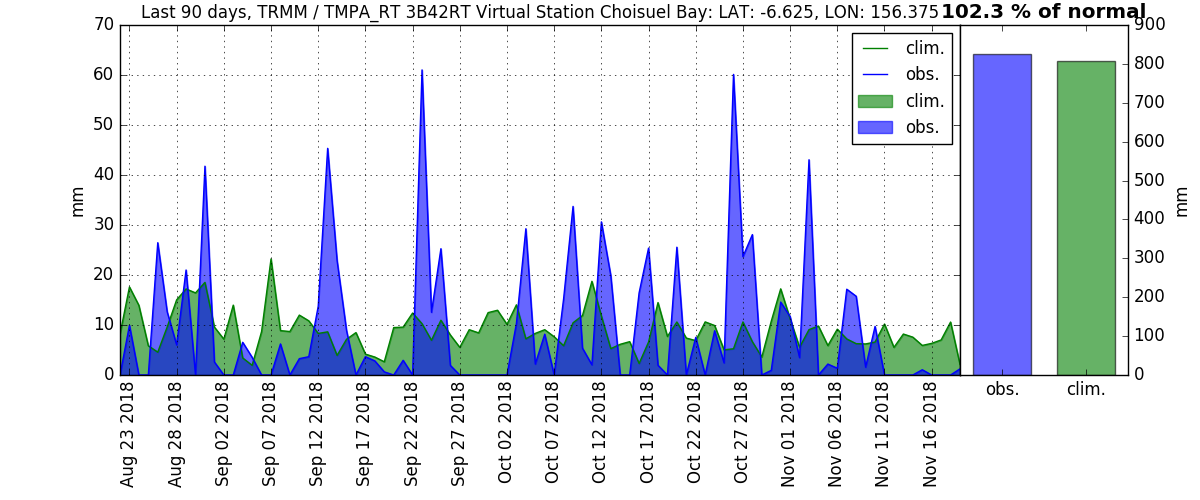 Last 90 days, TRMM / TMPA_RT 3B42RT Virtual Station Choisuel Bay: LAT: -6.625, LON: 156.375
102.3 % of normal
70
60
50
40
30
20
10
0
mm
clim.
obs.
clim.
obs.
900
800
700
600
500
400
300
200
100
0
mm
obs.
clim.
Aug 23 2018
Aug 28 2018
Sep 02 2018
Sep 07 2018
Sep 12 2018
Sep 17 2018
Sep 22 2018
Sep 27 2018
Oct 02 2018
Oct 07 2018
Oct 12 2018
Oct 17 2018
Oct 22 2018
Oct 27 2018
Nov 01 2018
Nov 06 2018
Nov 11 2018
Nov 16 2018